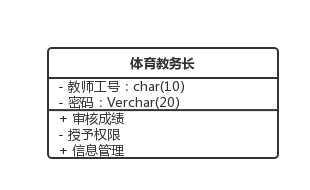 体育教务长
- 教师工号：char(10)
- 密码：Verchar(20)
+ 审核成绩
- 授予权限
+ 信息管理